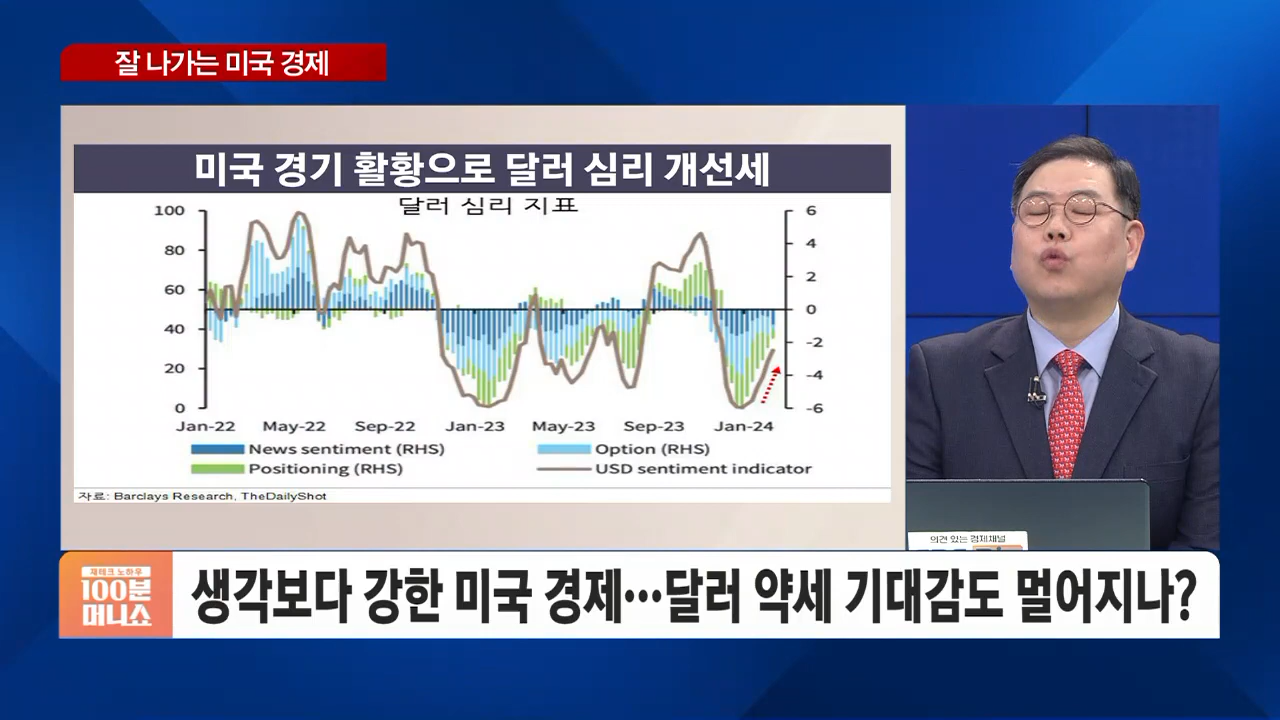 잘 나가는 미국 경제
미국 경기 활황으로 달러 심리 개선세
달러 심리 지표
100
80
60
40
20
0
6
4
2
0
-2
-4
-6
Jan-22 May-22 Sep-22 Jan-23 May-23 Sep-23 Jan-24
News sentiment (RHS)
Option (RHS)
Positioning (RHS)
USD sentiment indicator
자료: Barclays Research, TheDailyShot
의견 있는 경제채널
재테크 노하우
100분
머니쇼
생각보다 강한 미국 경제…달러 약세 기대감도 멀어지나?